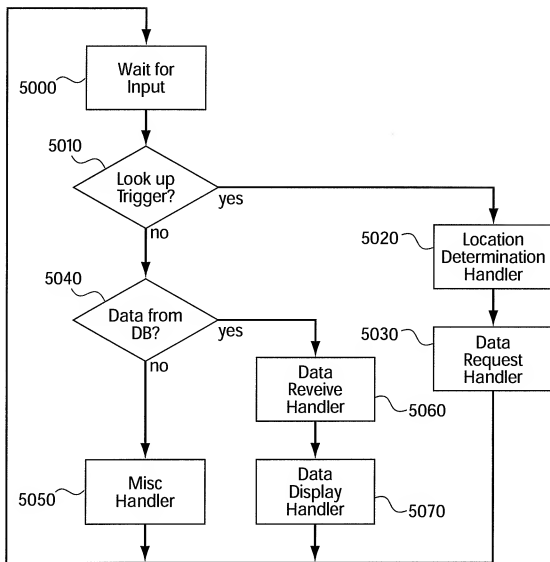 Wait for
Input
5000
5010
Look up
Trigger?
yes
no
5020
Location
Determination
Handler
5040
Data from
DB?
yes
no
5030
Data
Request
Handler
Data
Reveive
Handler
5060
Misc
Handler
5050
Data
Display
Handler
5070